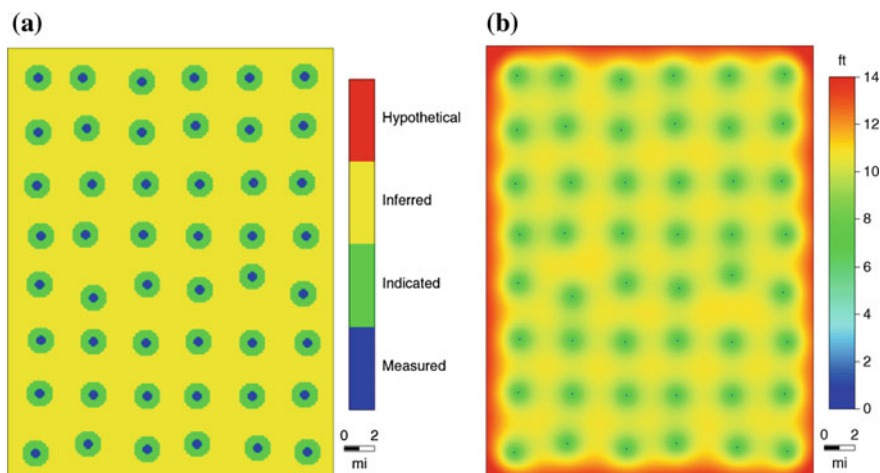 (a)
Hypothetical
Inferred
Indicated
Measured
0 2
mi
(b)
ft
14
12
10
8
6
4
2
0
0 2
mi